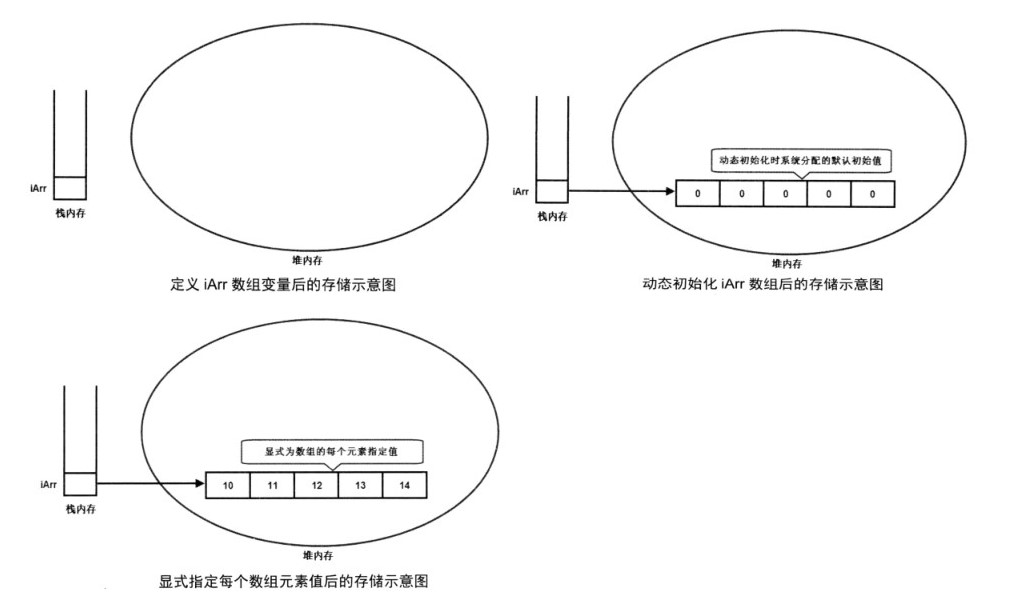 iArr
栈内存
堆内存
定义 iArr 数组变量后的存储示意图
动态初始化时系统分配的默认初始值
iArr
0 0 0 0 0
栈内存
堆内存
动态初始化 iArr 数组后的存储示意图
显式为数组的每个元素指定值
iArr
10 11 12 13 14
栈内存
堆内存
显式指定每个数组元素值后的存储示意图